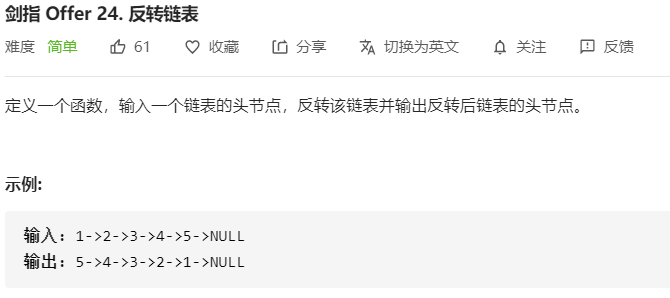 剑指 Offer 24. 反转链表
难度 简单 61 收藏 分享 切换为英文 关注 反馈
定义一个函数，输入一个链表的头节点，反转该链表并输出反转后链表的头节点。
示例:
输入: 1->2->3->4->5->NULL
输出: 5->4->3->2->1->NULL